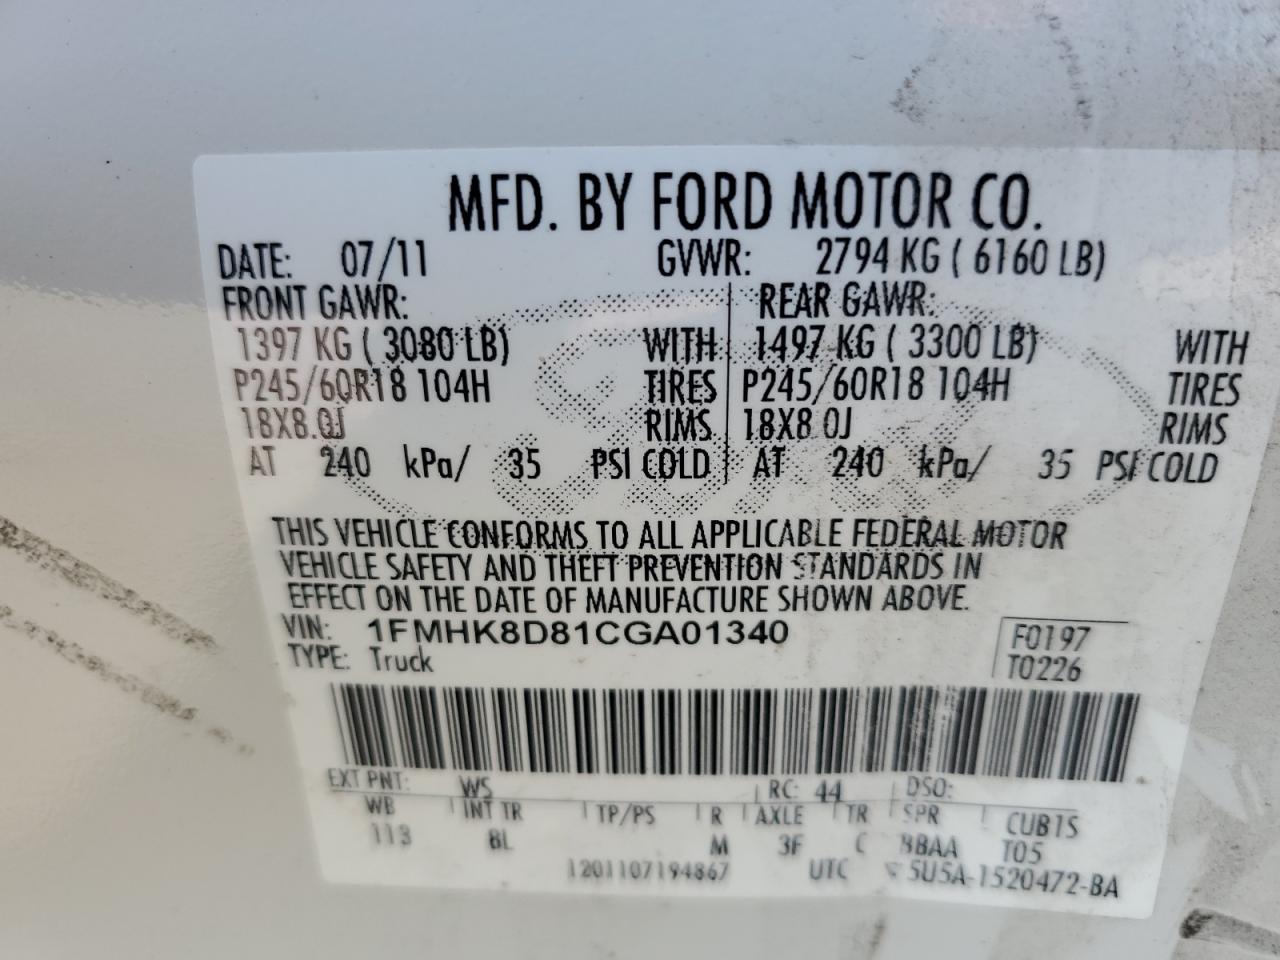 MFD. BY FORD MOTOR CO.
DATE: 07/11 GVWR: 2794 KG ( 6160 LB)
FRONT GAWR: REAR GAWR:
1397 KG ( 3080 LB) WITH 1497 KG ( 3300 LB) WITH
P245/60R18 104H TIRES P245/60R18 104H TIRES
18X8.0J RIMS 18X8.0J RIMS
AT 240 kPa/ 35 PSI COLD AT 240 kPa/ 35 PSI COLD
THIS VEHICLE CONFORMS TO ALL APPLICABLE FEDERAL MOTOR
VEHICLE SAFETY AND THEFT PREVENTION STANDARDS IN
EFFECT ON THE DATE OF MANUFACTURE SHOWN ABOVE.
VIN: 1FMHK8D81CGA01340 F0197
TYPE: Truck T0226
EXT PNT: WS RC: 44 DSO:
WB INT TR TP/PS R AXLE TR SPR CUB1S
113 8L M 3F C BBAA T05
1201107194867 UTC 5U5A-1520472-BA